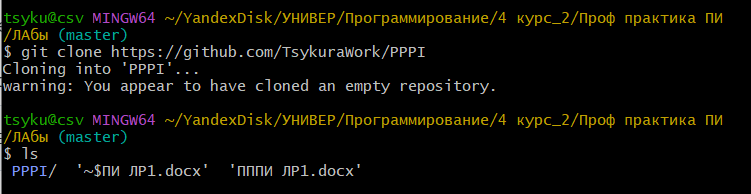 tsyku@csv MINGW64 ~/YandexDisk/УНИВЕР/Программирование/4 курс_2/Проф практика ПИ
/ЛАбы (master)
$ git clone https://github.com/TsykuraWork/PPPI
Cloning into 'PPPI'...
warning: You appear to have cloned an empty repository.
tsyku@csv MINGW64 ~/YandexDisk/УНИВЕР/Программирование/4 курс_2/Проф практика ПИ
/ЛАбы (master)
$ ls
PPPI/  '~$ПИ ЛР1.docx'  'ПППИ ЛР1.docx'